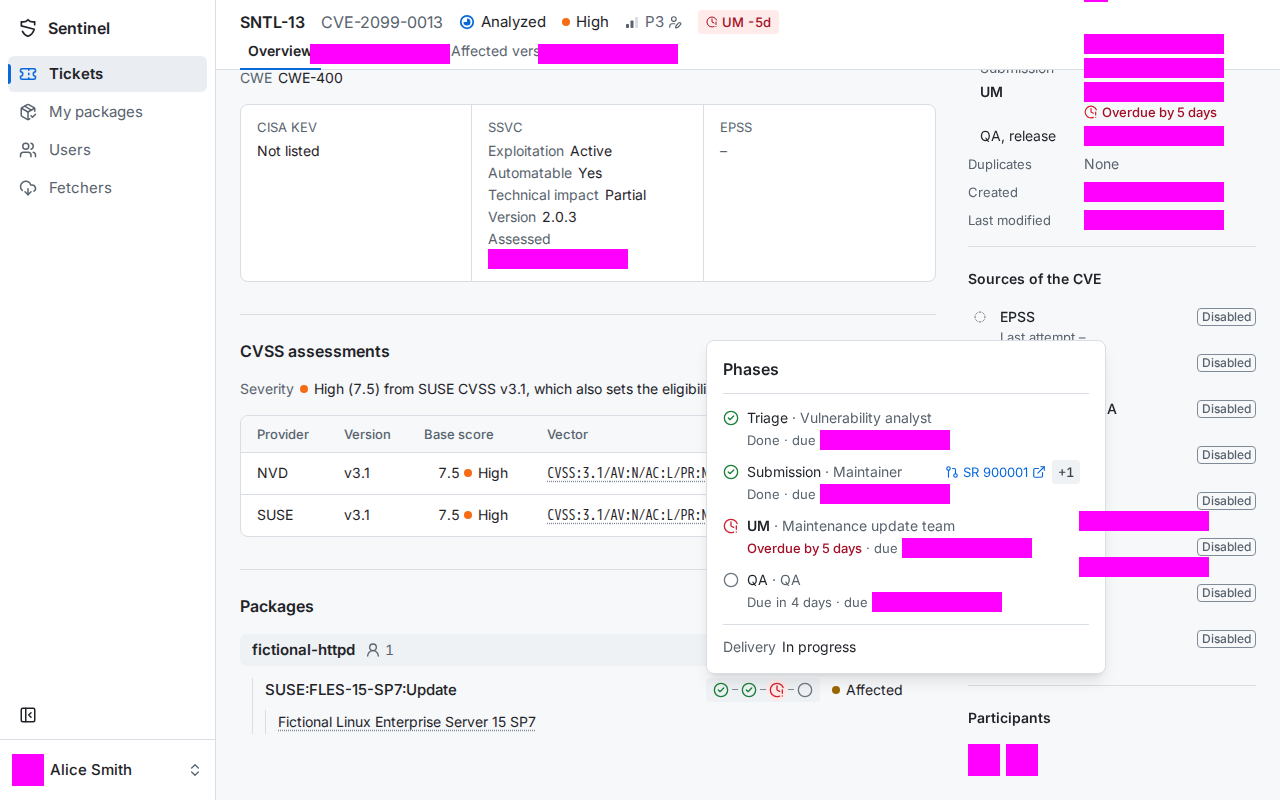 Sentinel
Tickets
My packages
Users
Fetchers
Alice Smith
SNTL-13 CVE-2099-0013 Analyzed High P3 UM -5d
Overview Affected
CWE CWE-400
CISA KEV
Not listed
SSVC
Exploitation Active
Automatable Yes
Technical impact Partial
Version 2.0.3
Assessed
EPSS
–
CVSS assessments
Severity High (7.5) from SUSE CVSS v3.1, which also sets the
Provider Version Base score Vector
NVD v3.1 7.5 High CVSS:3.1/AV:N/AC:L/PR:N
SUSE v3.1 7.5 High CVSS:3.1/AV:N/AC:L/PR:N
Packages
fictional-httpd 1
SUSE:FLES-15-SP7:Update
Affected
Fictional Linux Enterprise Server 15 SP7
Phases
Triage · Vulnerability analyst
Done · due
Submission · Maintainer SR 900001 +1
Done · due
UM · Maintenance update team
Overdue by 5 days · due
QA · QA
Due in 4 days · due
Delivery In progress
Submission
UM
Overdue by 5 days
QA, release
Duplicates None
Created
Last modified
Sources of the CVE
EPSS Disabled
Last attempt –
Disabled
A Disabled
Disabled
Disabled
Disabled
Disabled
Disabled
Participants